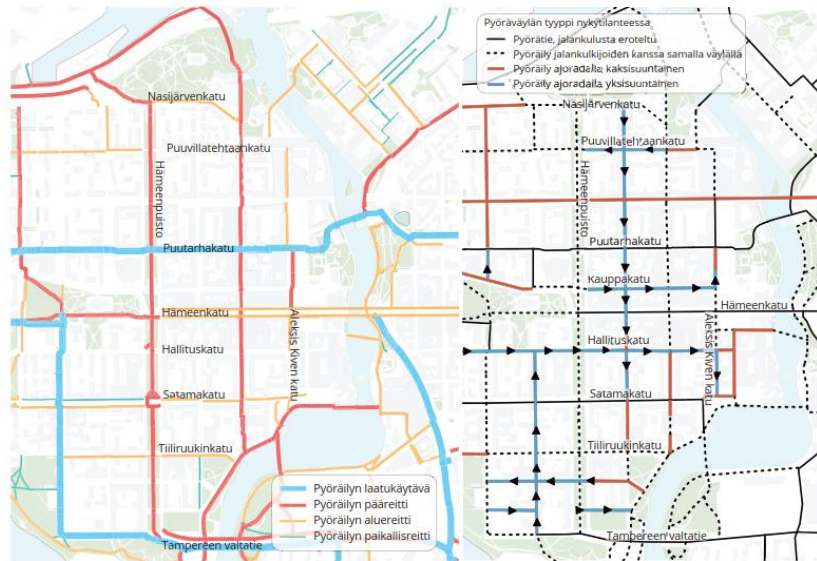 Näsijärvenkatu
Puuvillatehtaankatu
Hämeenpuisto
Puutarhakatu
Hämeenkatu
Aleksis Kiven katu
Hallituskatu
Satamakatu
Tiiliruukinkatu
Tampereen valtatie
Pyöräilyn laatukäytävä
Pyöräilyn pääreitti
Pyöräilyn aluereitti
Pyöräilyn paikallisreitti
Pyöräväylän tyyppi nykytilanteessa
Pyörätie, jalankulusta eroteltu
Pyöräily jalankulkijoiden kanssa samalla väylällä
Pyöräily ajoradalla, kaksisuuntainen
Pyöräily ajoradalla yksisuuntainen
Näsijärvenkatu
Puuvillatehtaankatu
Hämeenpuisto
Puutarhakatu
Kauppakatu
Hämeenkatu
Hallituskatu
Aleksis Kiven katu
Satamakatu
Tiiliruukinkatu
Tampereen valtatie